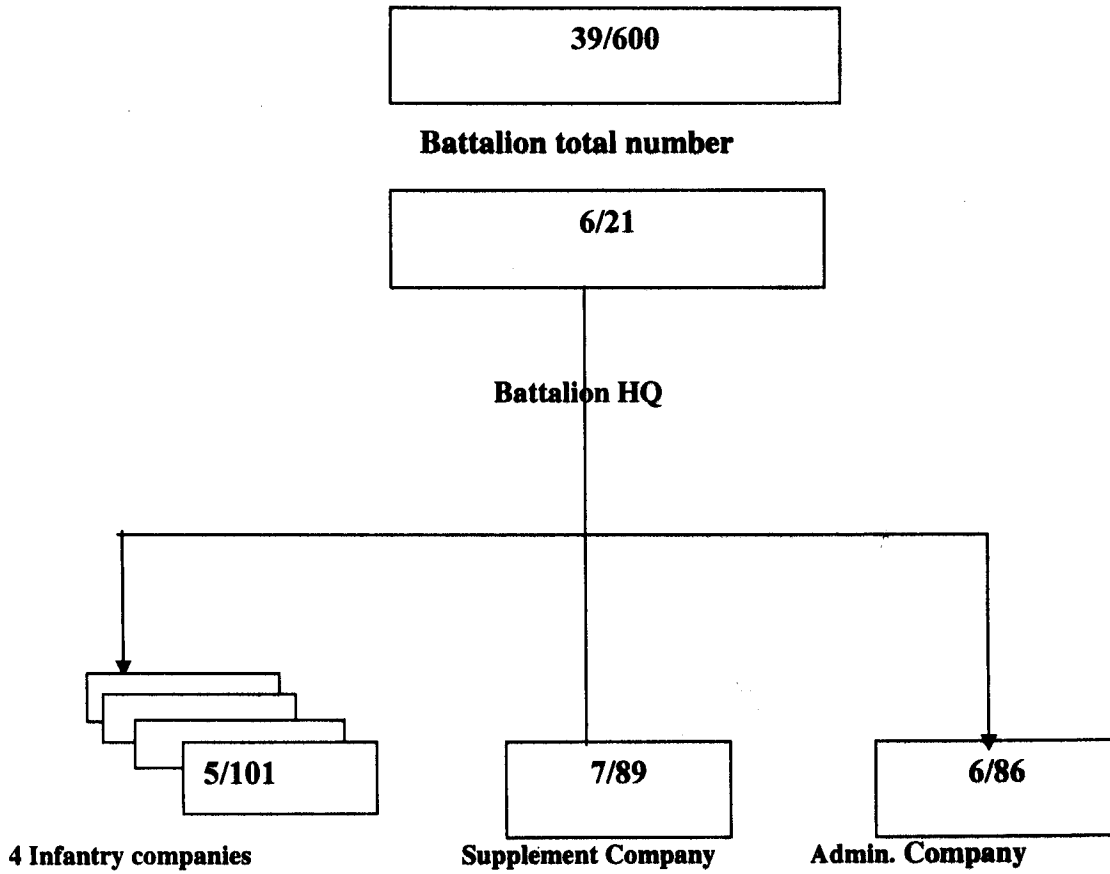 39/600
Battalion total number
6/21
Battalion HQ
5/101
7/89
6/86
4 Infantry companies
Supplement Company
Admin. Company